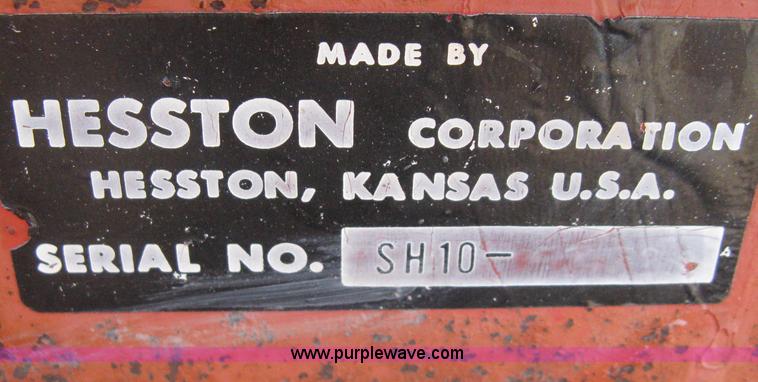 MADE BY
HESSTON CORPORATION
HESSTON, KANSAS U.S.A.
SERIAL NO. SH10-
A
www.purplewave.com